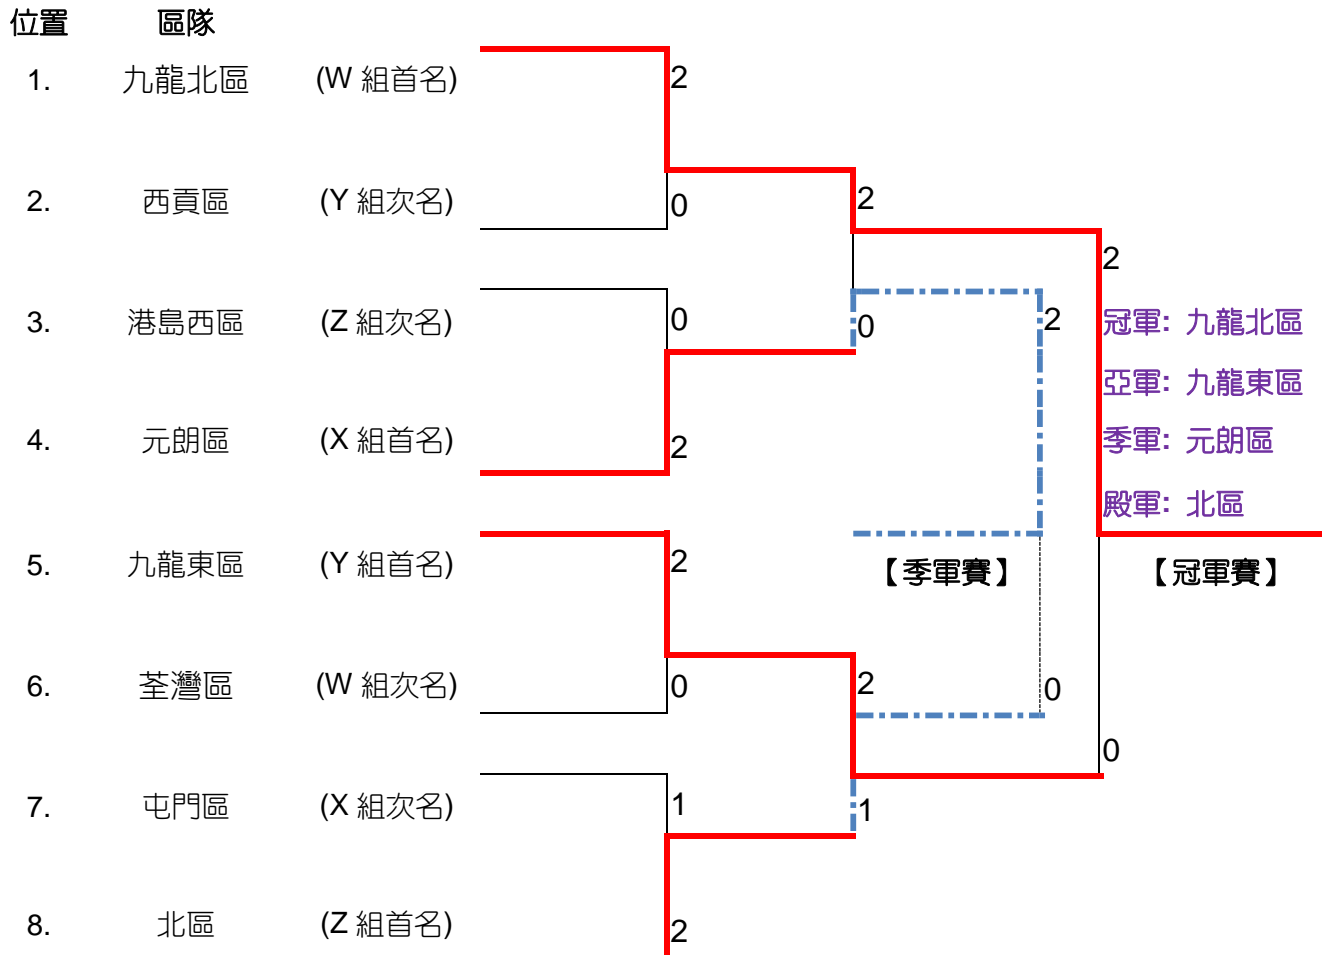 位置 區隊
1. 九龍北區 (W 組首名) 2
2. 西貢區 (Y 組次名) 0 2
2
3. 港島西區 (Z 組次名) 0 0 2 冠軍: 九龍北區
亞軍: 九龍東區
4. 元朗區 (X 組首名) 2 季軍: 元朗區
殿軍: 北區
5. 九龍東區 (Y 組首名) 2 【季軍賽】 【冠軍賽】
6. 荃灣區 (W 組次名) 0 2 0
0
7. 屯門區 (X 組次名) 1 1
8. 北區 (Z 組首名) 2